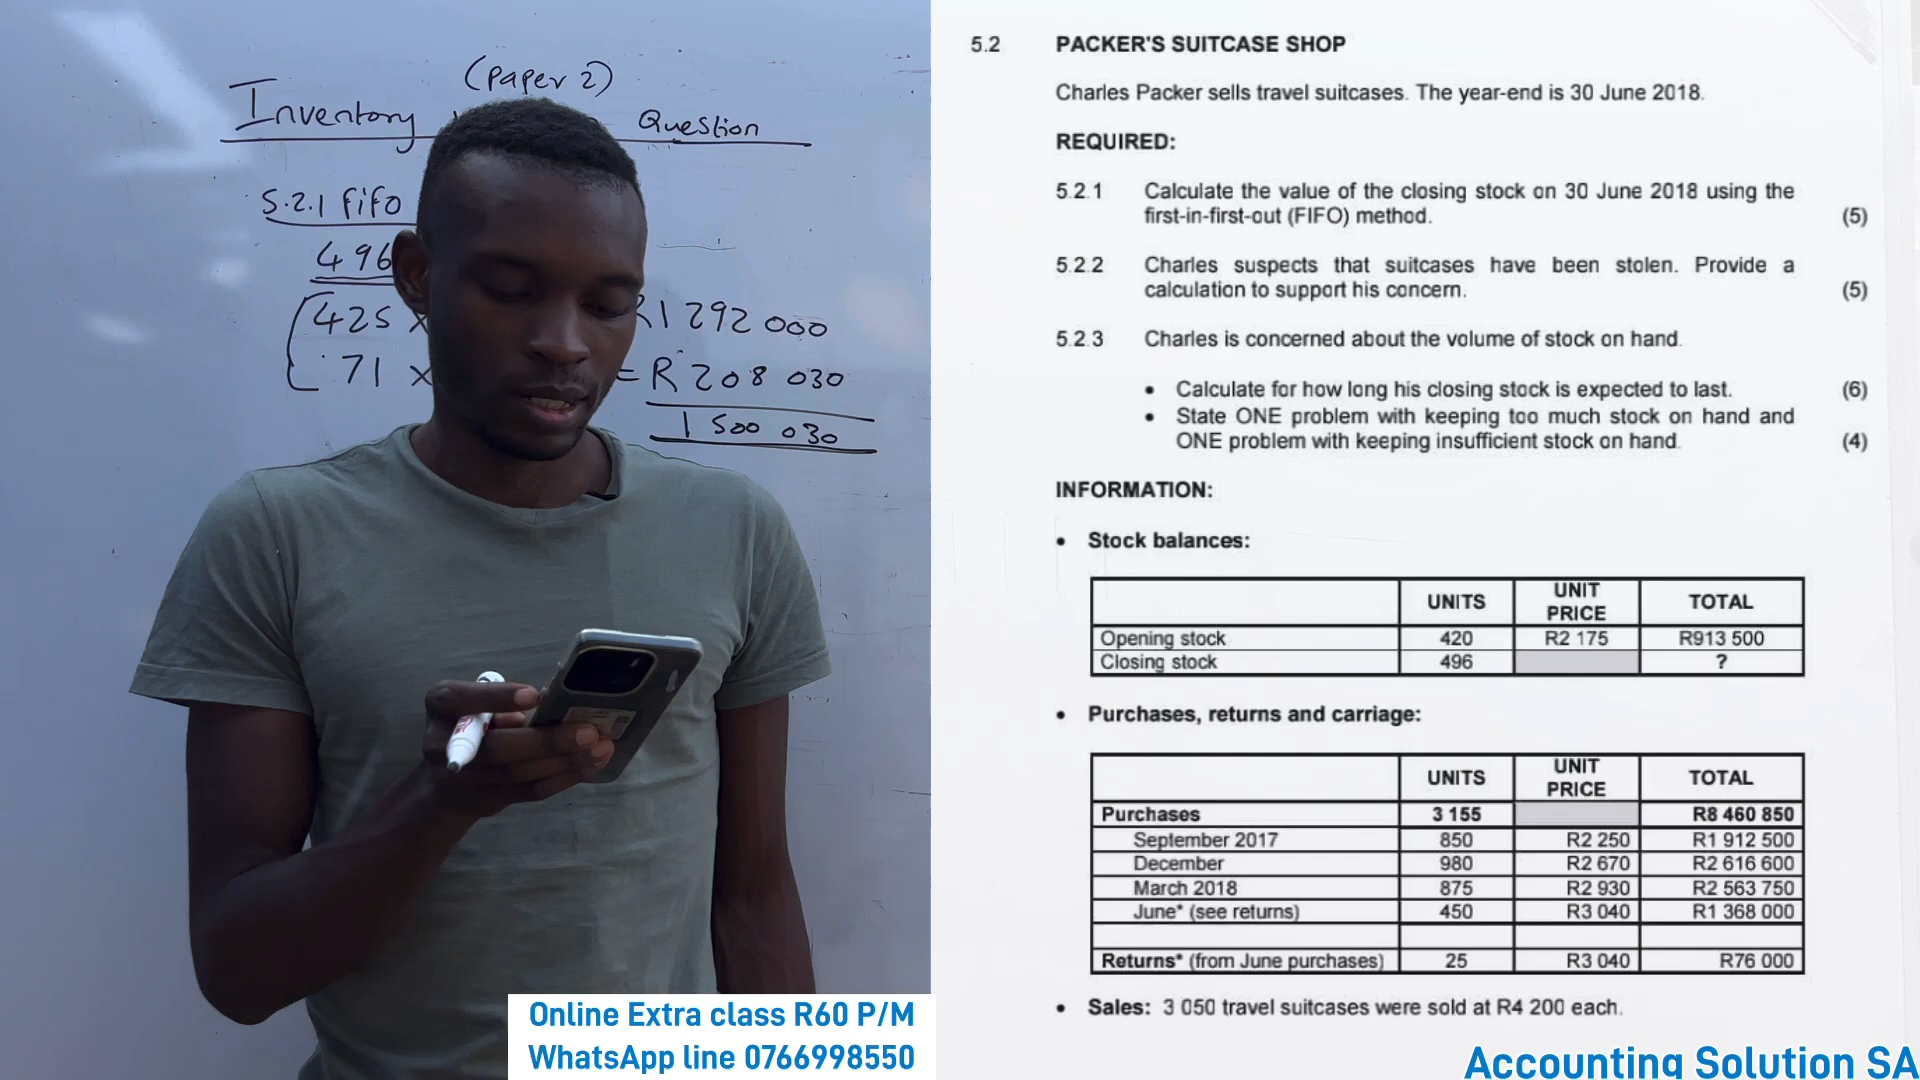 (Paper 2)
Inventory Question
5.2.1 fifo
496
425 × R1 292 000
71 × = R 208 030
1 500 030
5.2 PACKER'S SUITCASE SHOP
Charles Packer sells travel suitcases. The year-end is 30 June 2018.
REQUIRED:
5.2.1 Calculate the value of the closing stock on 30 June 2018 using the
first-in-first-out (FIFO) method. (5)
5.2.2 Charles suspects that suitcases have been stolen. Provide a
calculation to support his concern. (5)
5.2.3 Charles is concerned about the volume of stock on hand.
• Calculate for how long his closing stock is expected to last. (6)
• State ONE problem with keeping too much stock on hand and
ONE problem with keeping insufficient stock on hand. (4)
INFORMATION:
• Stock balances:
UNITS UNIT PRICE TOTAL
Opening stock 420 R2 175 R913 500
Closing stock 496 ?
• Purchases, returns and carriage:
UNITS UNIT PRICE TOTAL
Purchases 3 155 R8 460 850
September 2017 850 R2 250 R1 912 500
December 980 R2 670 R2 616 600
March 2018 875 R2 930 R2 563 750
June* (see returns) 450 R3 040 R1 368 000
Returns* (from June purchases) 25 R3 040 R76 000
• Sales: 3 050 travel suitcases were sold at R4 200 each.
Online Extra class R60 P/M
WhatsApp line 0766998550
Accounting Solution SA